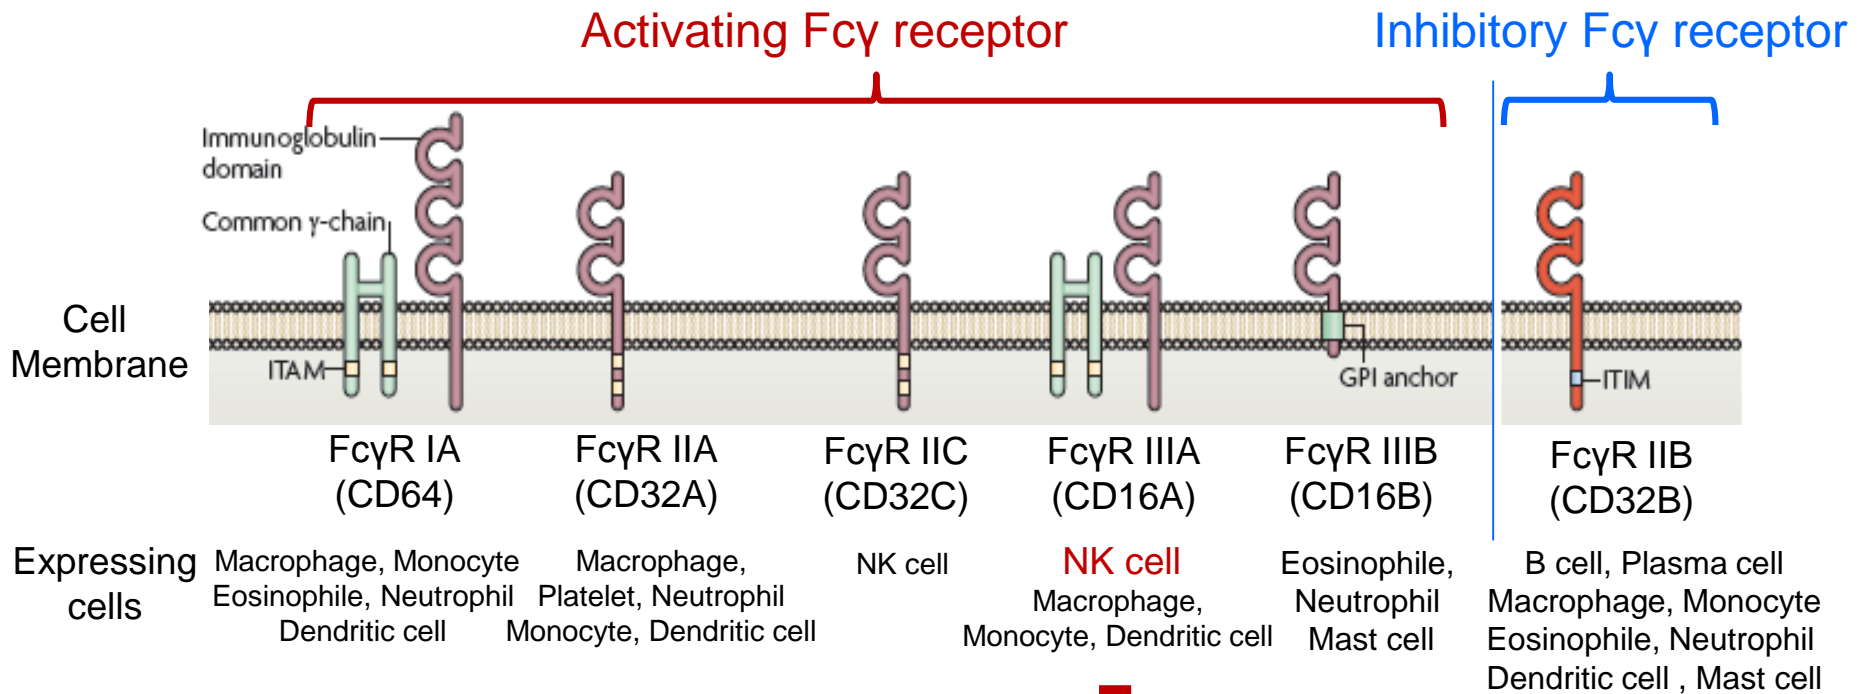 Activating Fcγ receptor
Inhibitory Fcγ receptor
Immunoglobulin
domain
Common γ-chain
Cell
Membrane
ITAM
GPI anchor
ITIM
FcγR IA
(CD64)
FcγR IIA
(CD32A)
FcγR IIC
(CD32C)
FcγR IIIA
(CD16A)
FcγR IIIB
(CD16B)
FcγR IIB
(CD32B)
Expressing
cells
Macrophage, Monocyte
Eosinophile, Neutrophil
Dendritic cell
Macrophage,
Platelet, Neutrophil
Monocyte, Dendritic cell
NK cell
NK cell
Macrophage,
Monocyte, Dendritic cell
Eosinophile,
Neutrophil
Mast cell
B cell, Plasma cell
Macrophage, Monocyte
Eosinophile, Neutrophil
Dendritic cell , Mast cell